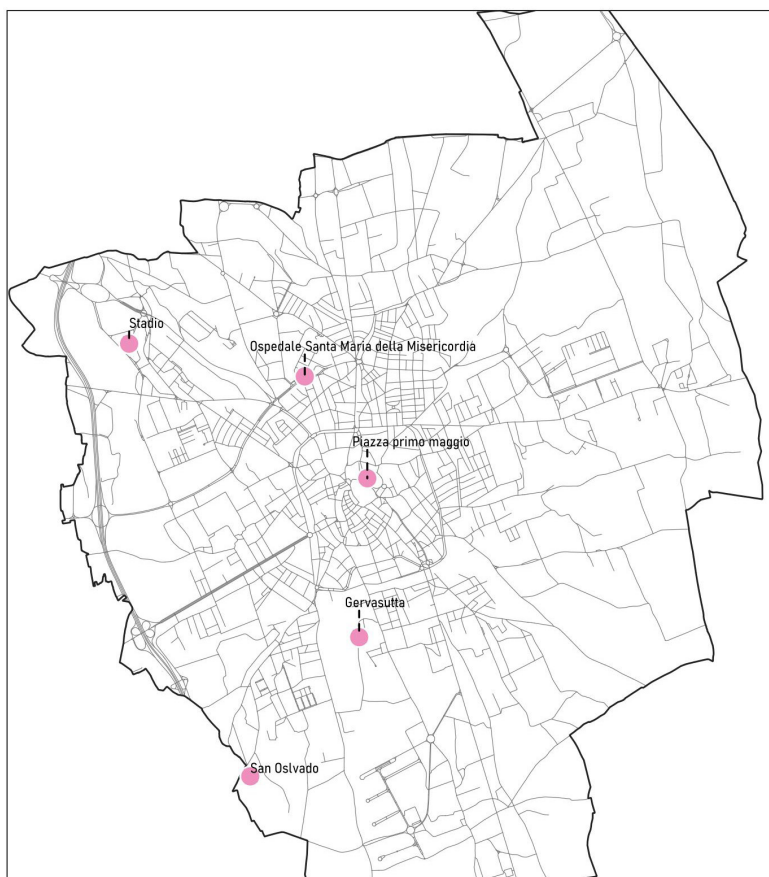 Stadio
Ospedale Santa Maria della Misericordia
Piazza primo maggio
Gervasutta
San Oslvado